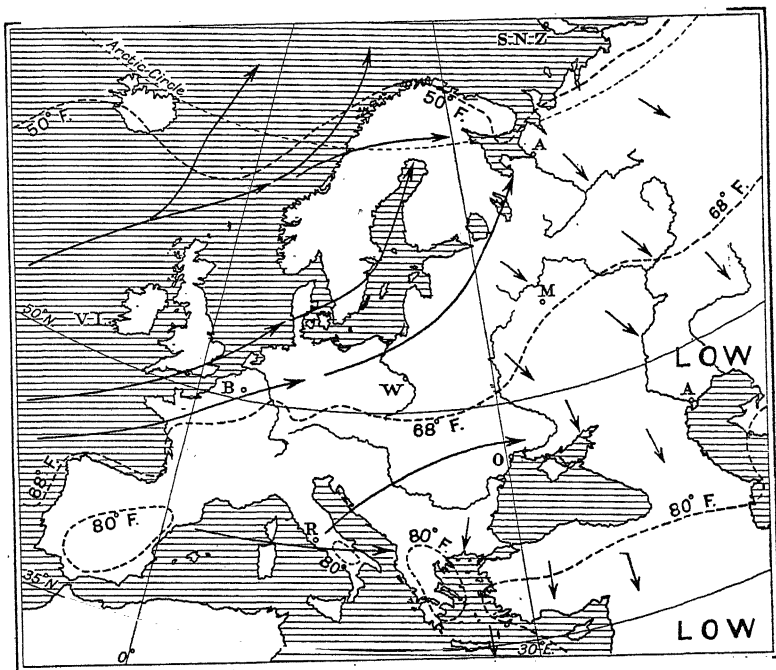 S-N-Z
Arctic Circle
50° F.
50° F.
A
68° F.
50°N.
V.I.
M
LOW
B
W
A
68° F.
68° F.
O
80° F.
80° F.
R
80°
80° F.
35°N
LOW
0°
30°E.